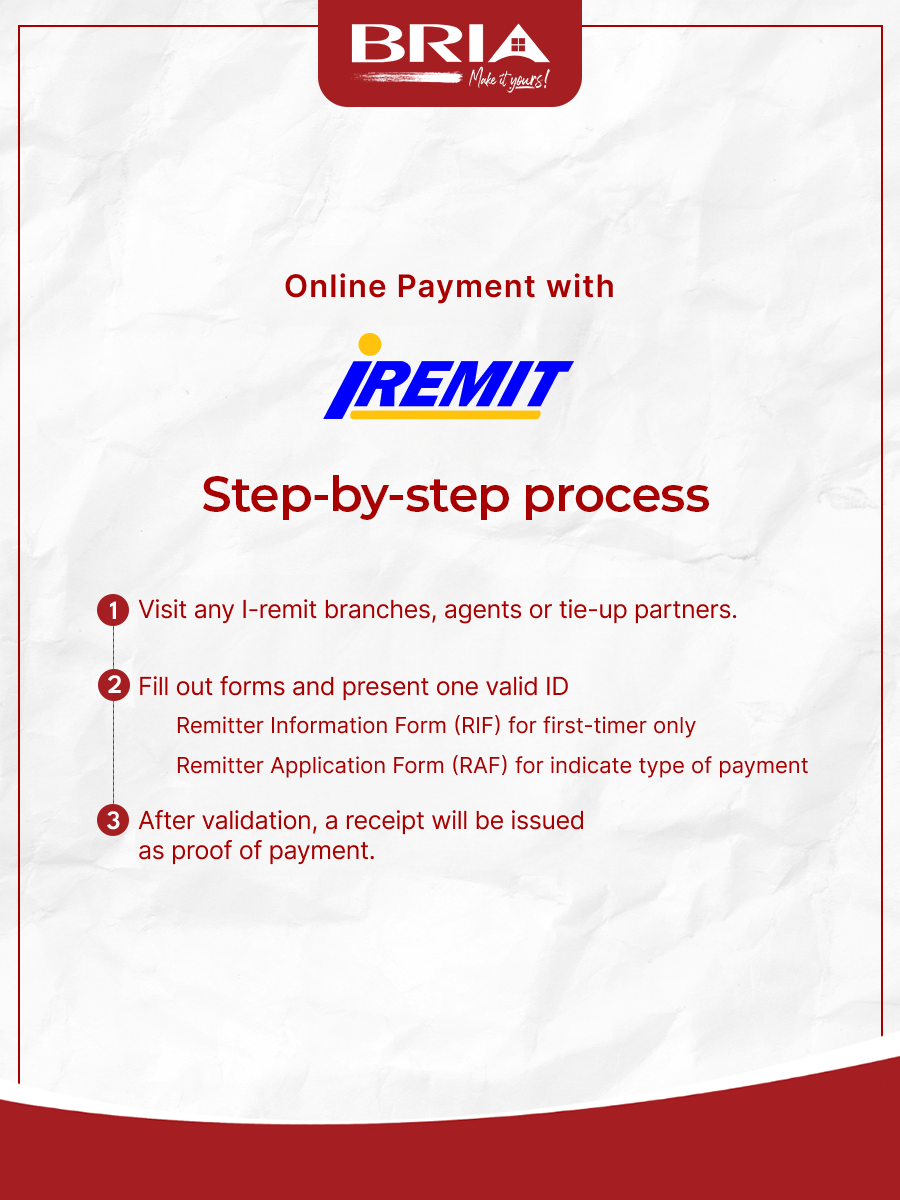 BRIA
Make it yours!
Online Payment with
iREMIT
Step-by-step process
1 Visit any I-remit branches, agents or tie-up partners.
2 Fill out forms and present one valid ID
Remitter Information Form (RIF) for first-timer only
Remitter Application Form (RAF) for indicate type of payment
3 After validation, a receipt will be issued
as proof of payment.